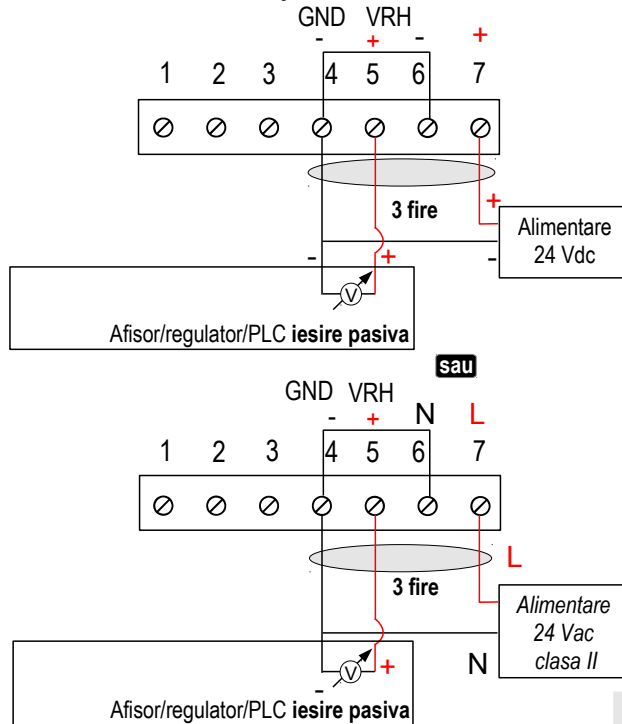 GND VRH
- + - +
1 2 3 4 5 6 7
3 fire
+
Alimentare
24 Vdc
- + -
V
Afisor/regulator/PLC iesire pasiva
sau
GND VRH
- + N L
1 2 3 4 5 6 7
L
3 fire
Alimentare
24 Vac
clasa II
V
- + N
Afisor/regulator/PLC iesire pasiva